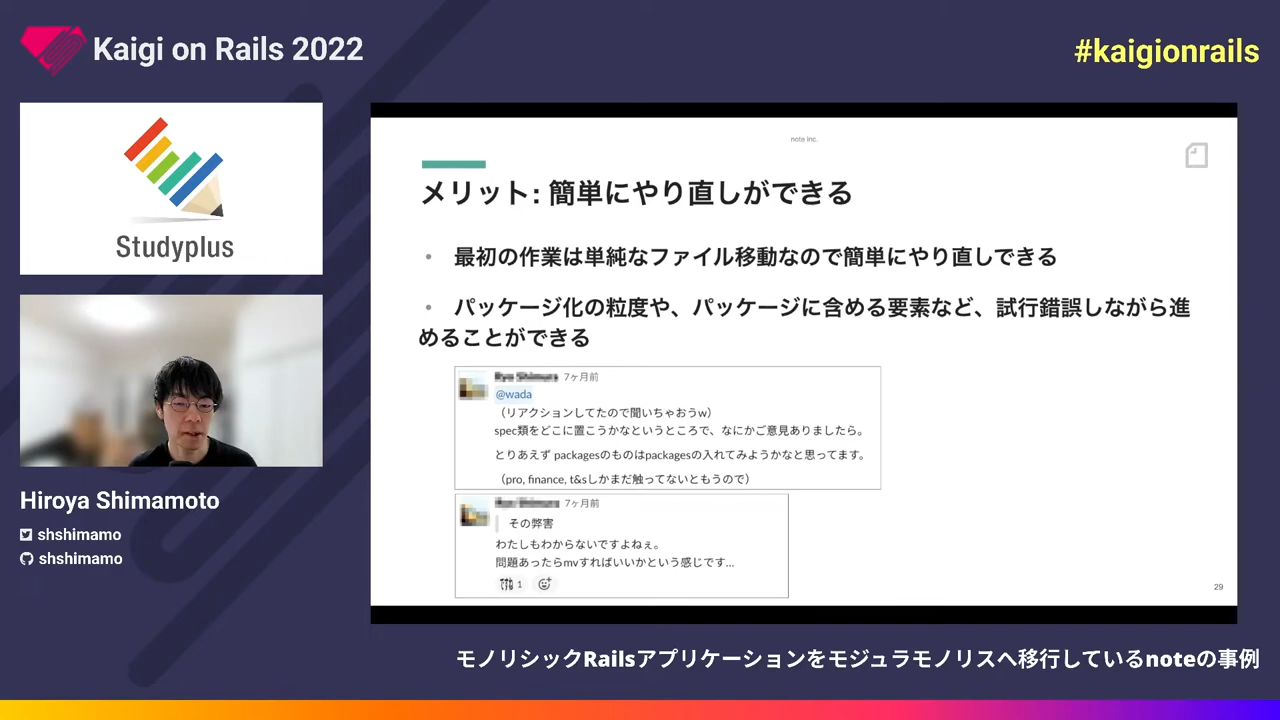 Kaigi on Rails 2022
#kaigionrails
Studyplus
Hiroya Shimamoto
shshimamo
shshimamo
note inc.
メリット: 簡単にやり直しができる
• 最初の作業は単純なファイル移動なので簡単にやり直しできる
• パッケージ化の粒度や、パッケージに含める要素など、試行錯誤しながら進
めることができる
7ヶ月前
@wada
（リアクションしてたので聞いちゃおうw）
spec類をどこに置こうかなというところで、なにかご意見ありましたら。
とりあえず packagesのものはpackagesの入れてみようかなと思ってます。
（pro, finance, t&sしかまだ触ってないともうので）
7ヶ月前
その弊害
わたしもわからないですよねぇ。
問題あったらmvすればいいかという感じです...
1
29
モノリシックRailsアプリケーションをモジュラモノリスへ移行しているnoteの事例